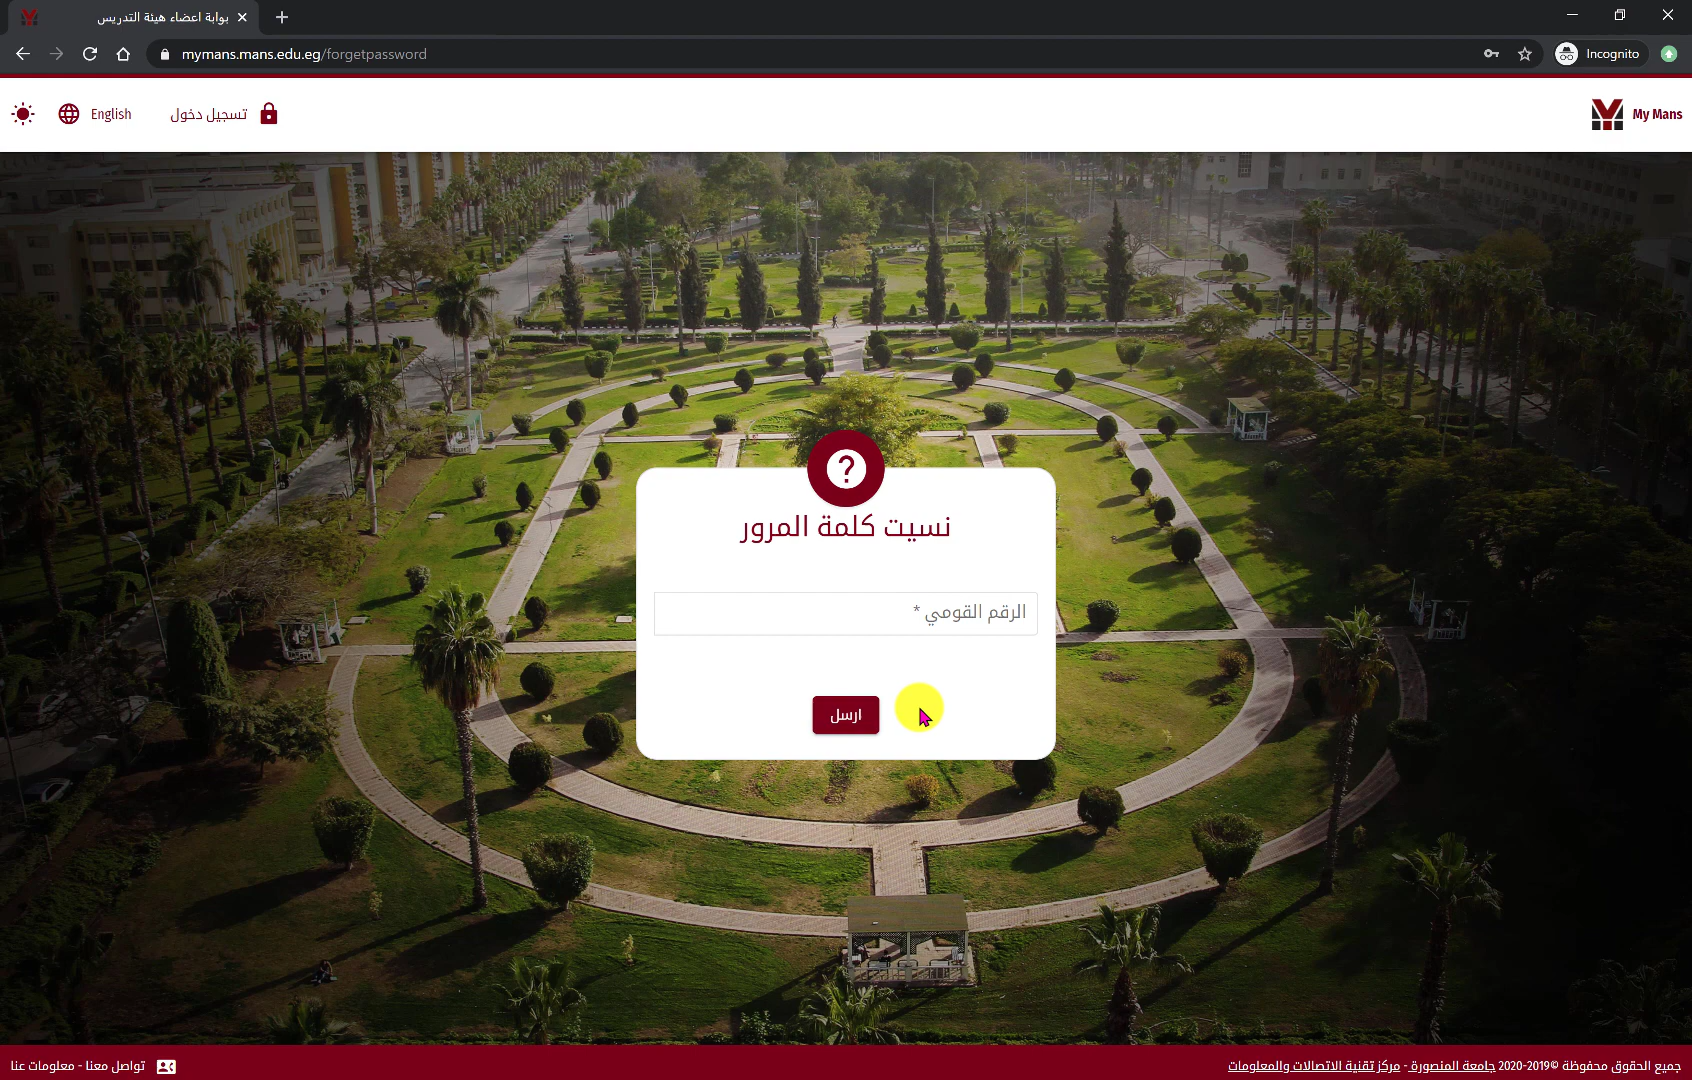 بوابة اعضاء هيئة التدريس
mymans.mans.edu.eg/forgetpassword
Incognito
English
تسجيل دخول
My Mans
نسيت كلمة المرور
الرقم القومي *
ارسل
جميع الحقوق محفوظة ©2019-2020 جامعة المنصورة - مركز تقنية الاتصالات والمعلومات
تواصل معنا - معلومات عنا